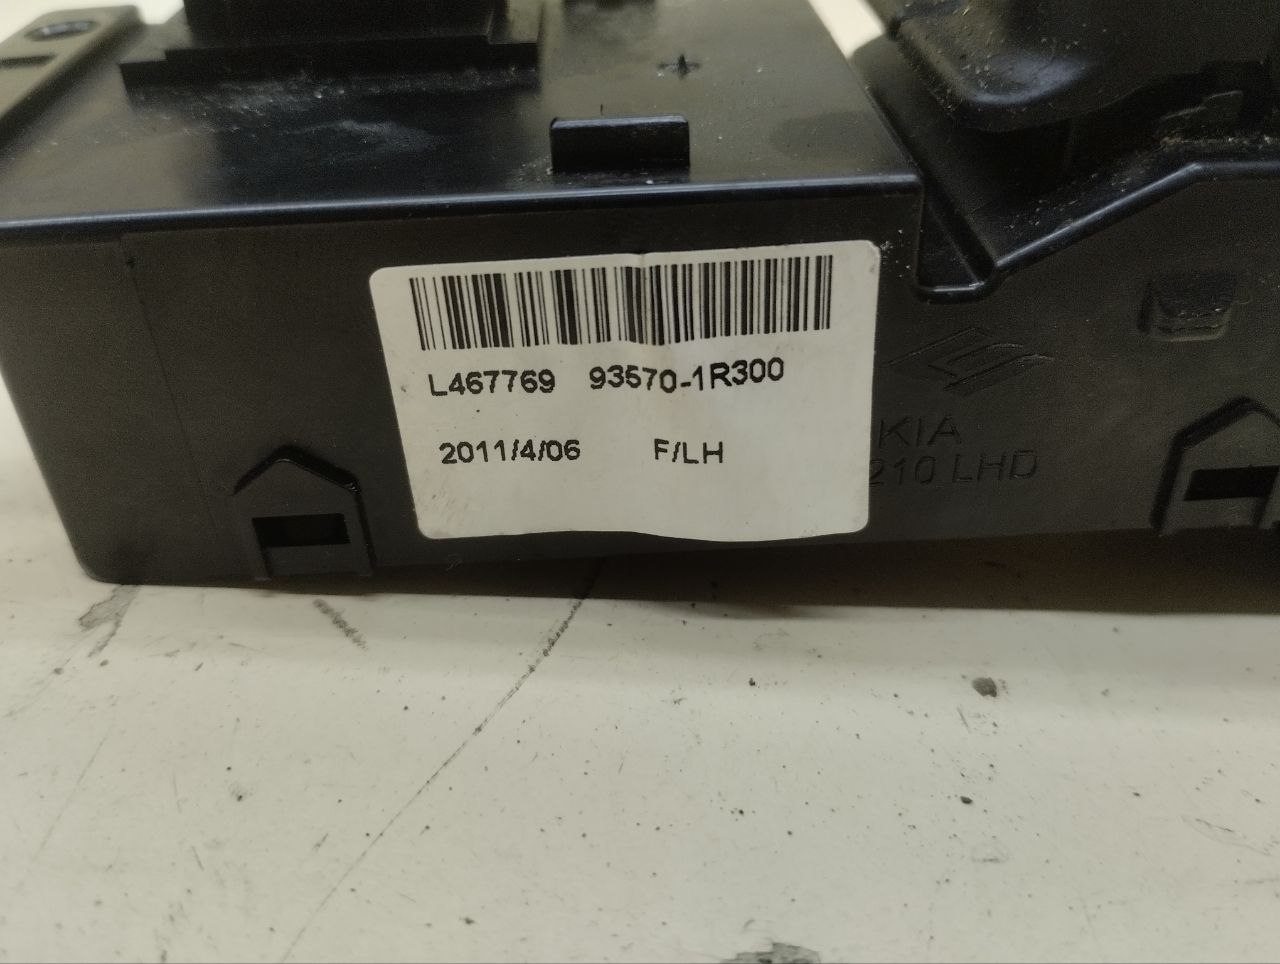 L467769 93570-1R300
2011/4/06 F/LH
KIA
210 LHD